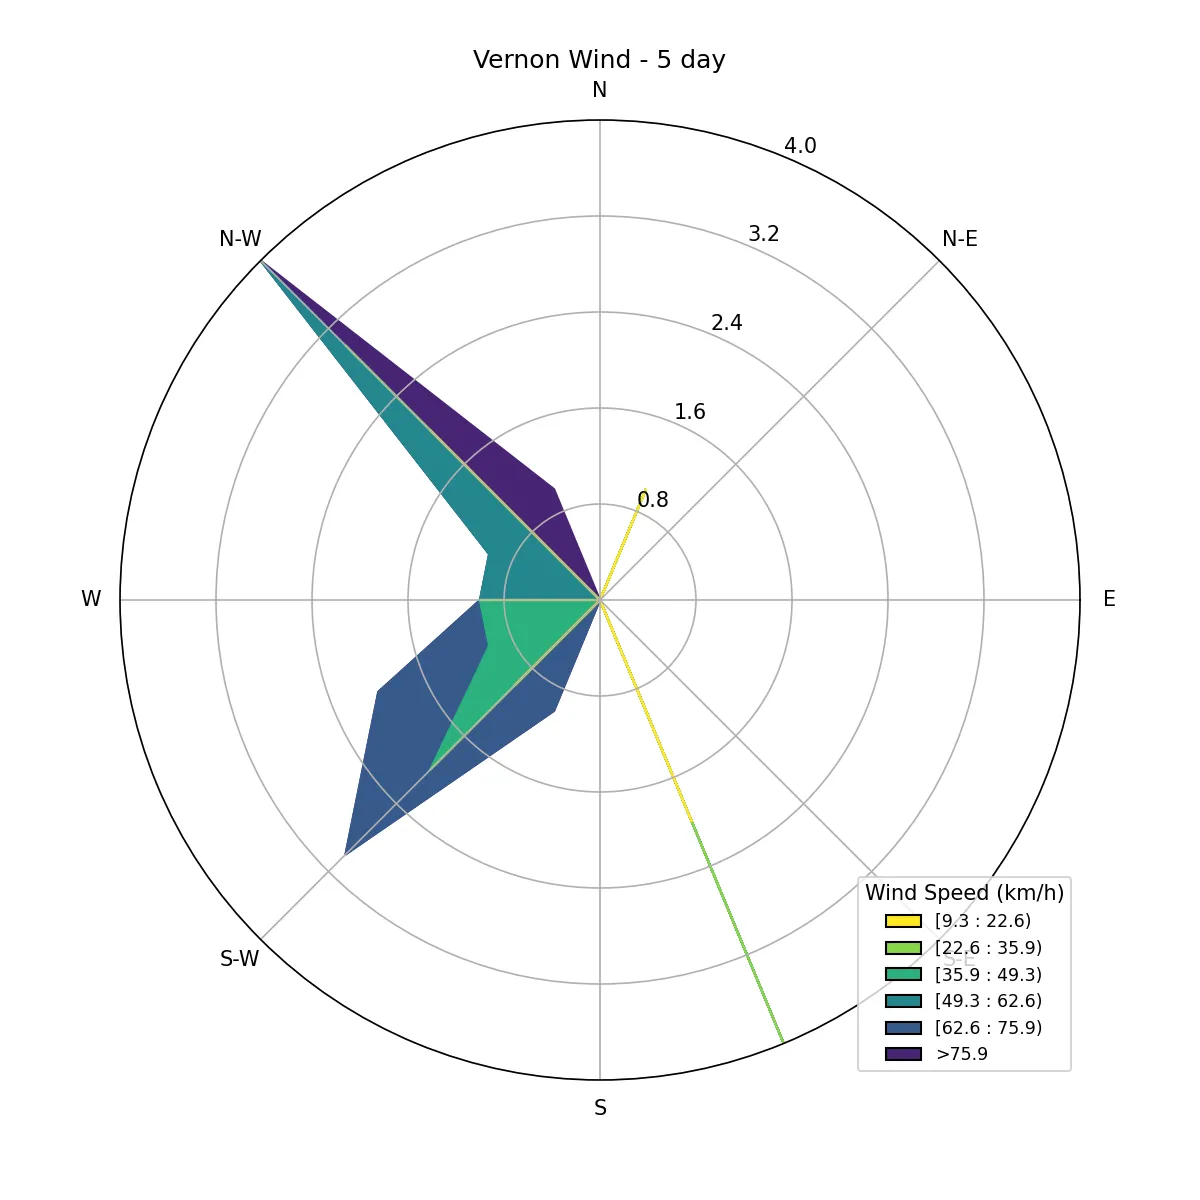 Vernon Wind - 5 day
N
4.0
N-W
3.2
N-E
2.4
1.6
0.8
W
E
S-W
S-E
S
Wind Speed (km/h)
[9.3 : 22.6)
[22.6 : 35.9)
[35.9 : 49.3)
[49.3 : 62.6)
[62.6 : 75.9)
>75.9